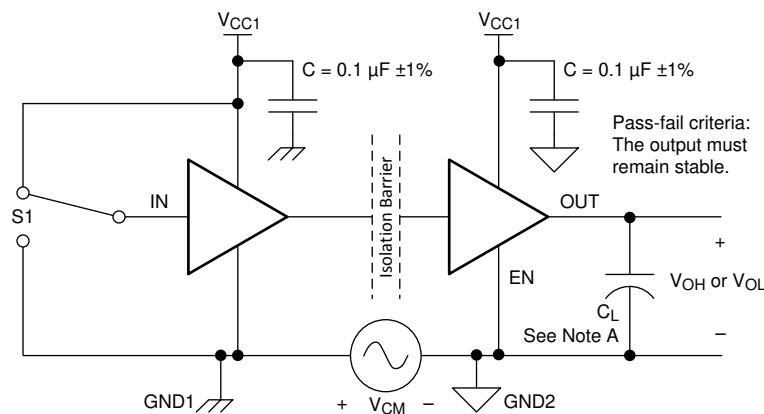 VCC1
VCC1
C = 0.1 µF ±1%
C = 0.1 µF ±1%
Pass-fail criteria:
The output must
remain stable.
S1
IN
Isolation Barrier
OUT
EN
+
VOH or VOL
CL
See Note A
–
GND1
+ VCM –
GND2